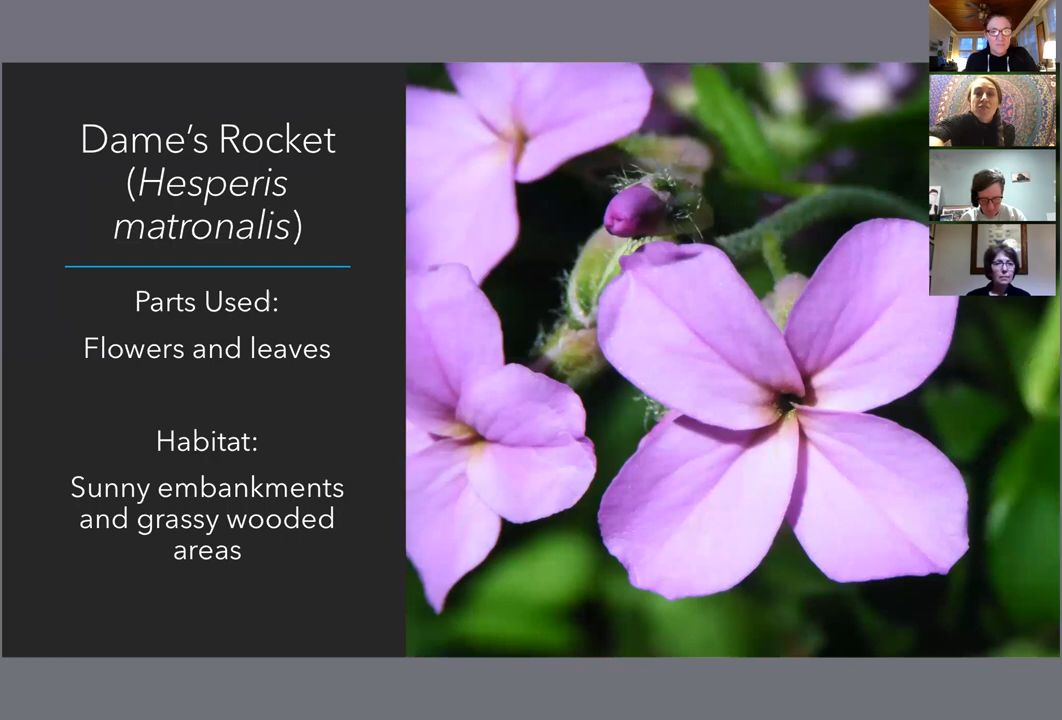 Dame’s Rocket
(Hesperis
matronalis)
Parts Used:
Flowers and leaves
Habitat:
Sunny embankments
and grassy wooded
areas